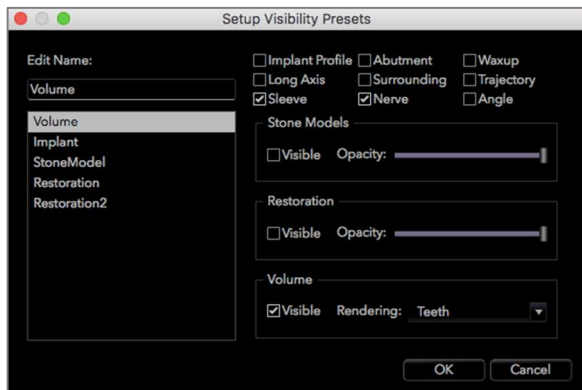 Setup Visibility Presets
Edit Name:
Volume
Volume
Implant
StoneModel
Restoration
Restoration2
Implant Profile Abutment Waxup
Long Axis Surrounding Trajectory
Sleeve Nerve Angle
Stone Models
Visible Opacity:
Restoration
Visible Opacity:
Volume
Visible Rendering: Teeth
OK Cancel